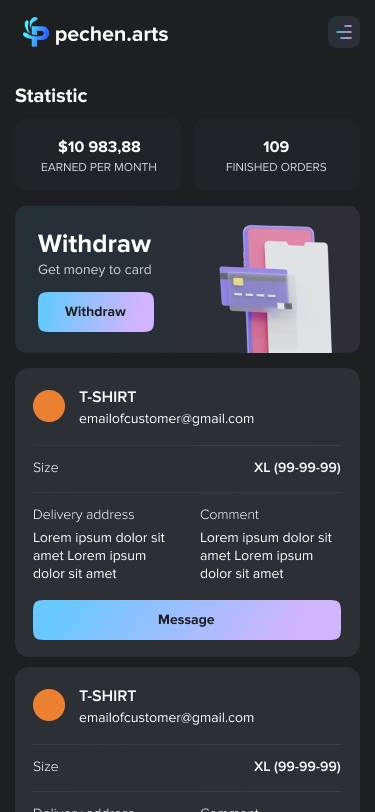 pechen.arts
Statistic
$10 983,88
EARNED PER MONTH
109
FINISHED ORDERS
Withdraw
Get money to card
Withdraw
T-SHIRT
emailofcustomer@gmail.com
Size
XL (99-99-99)
Delivery address
Lorem ipsum dolor sit
amet Lorem ipsum
dolor sit amet
Comment
Lorem ipsum dolor sit
amet Lorem ipsum
dolor sit amet
Message
T-SHIRT
emailofcustomer@gmail.com
Size
XL (99-99-99)
Delivery address
Comment